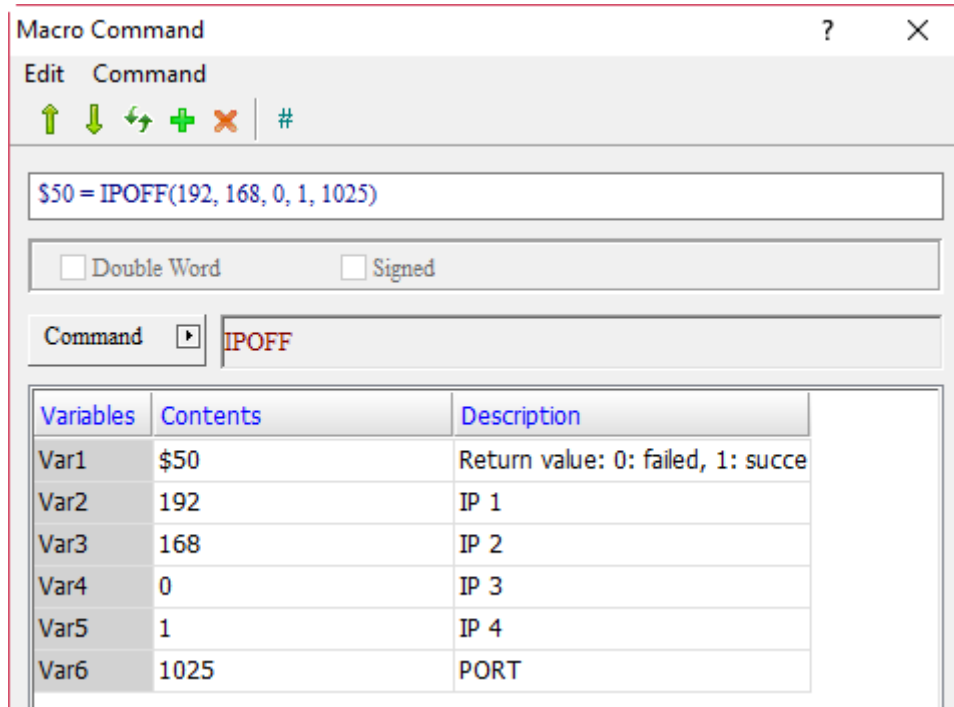 Macro Command ?
Edit Command
#
$50 = IPOFF(192, 168, 0, 1, 1025)
Double Word Signed
Command IPOFF
Variables Contents Description
Var1 $50 Return value: 0: failed, 1: succe
Var2 192 IP 1
Var3 168 IP 2
Var4 0 IP 3
Var5 1 IP 4
Var6 1025 PORT